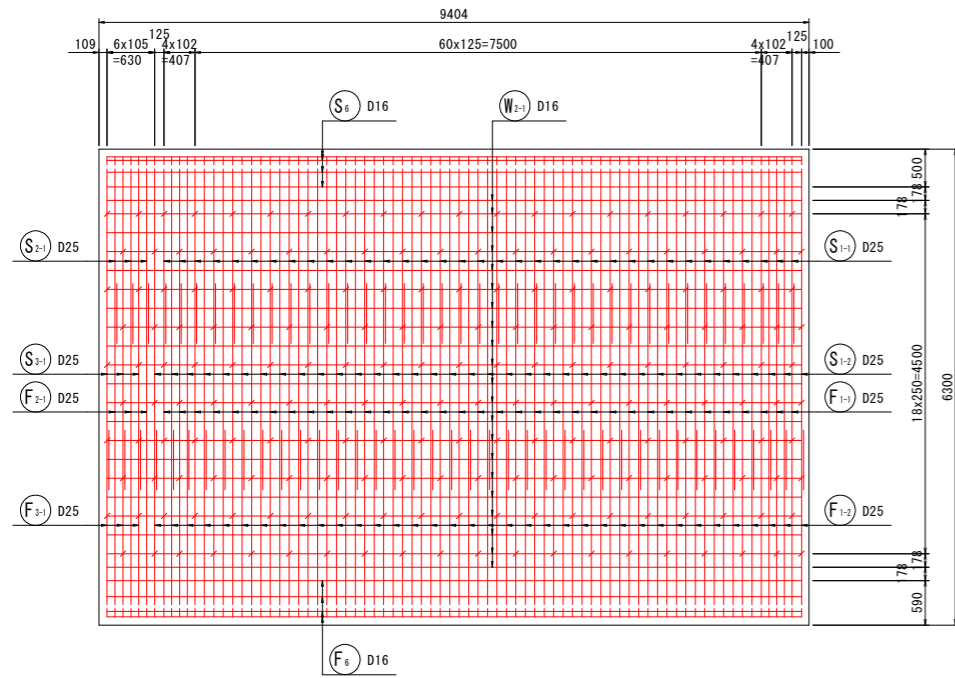 9404
109
6x105
=630
125
4x102
=407
60x125=7500
4x102
=407
125
100
S6 D16
W2-1 D16
500
178
178
S2-1 D25
S1-1 D25
S3-1 D25
S1-2 D25
F2-1 D25
F1-1 D25
18x250=4500
6300
F3-1 D25
F1-2 D25
178
178
590
F6 D16